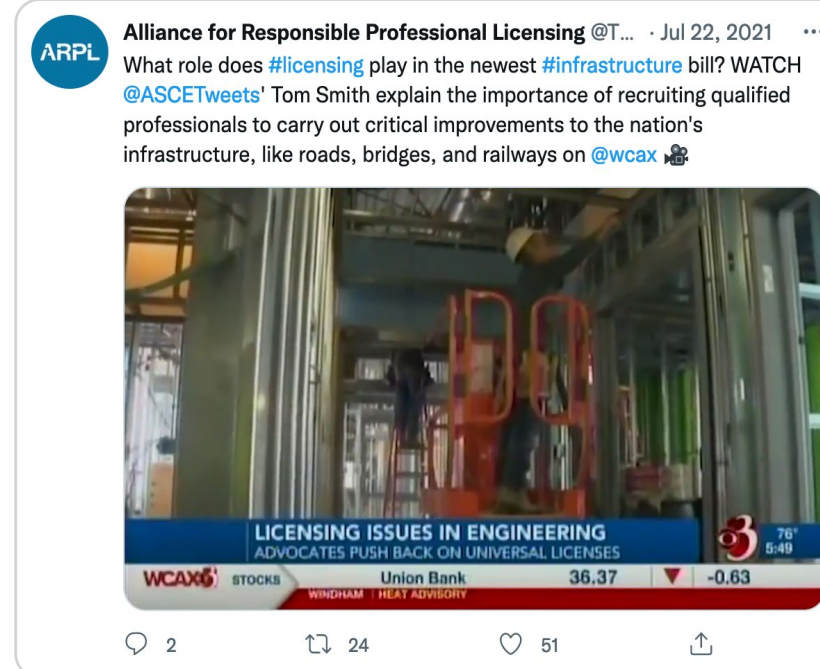 ARPL
Alliance for Responsible Professional Licensing @T... · Jul 22, 2021 ...
What role does #licensing play in the newest #infrastructure bill? WATCH
@ASCETweets' Tom Smith explain the importance of recruiting qualified
professionals to carry out critical improvements to the nation's
infrastructure, like roads, bridges, and railways on @wcax 🎥
LICENSING ISSUES IN ENGINEERING
ADVOCATES PUSH BACK ON UNIVERSAL LICENSES
3
76°
5:49
WCAX3 STOCKS Union Bank 36.37 ▼ -0.63
WINDHAM HEAT ADVISORY
2 24 51